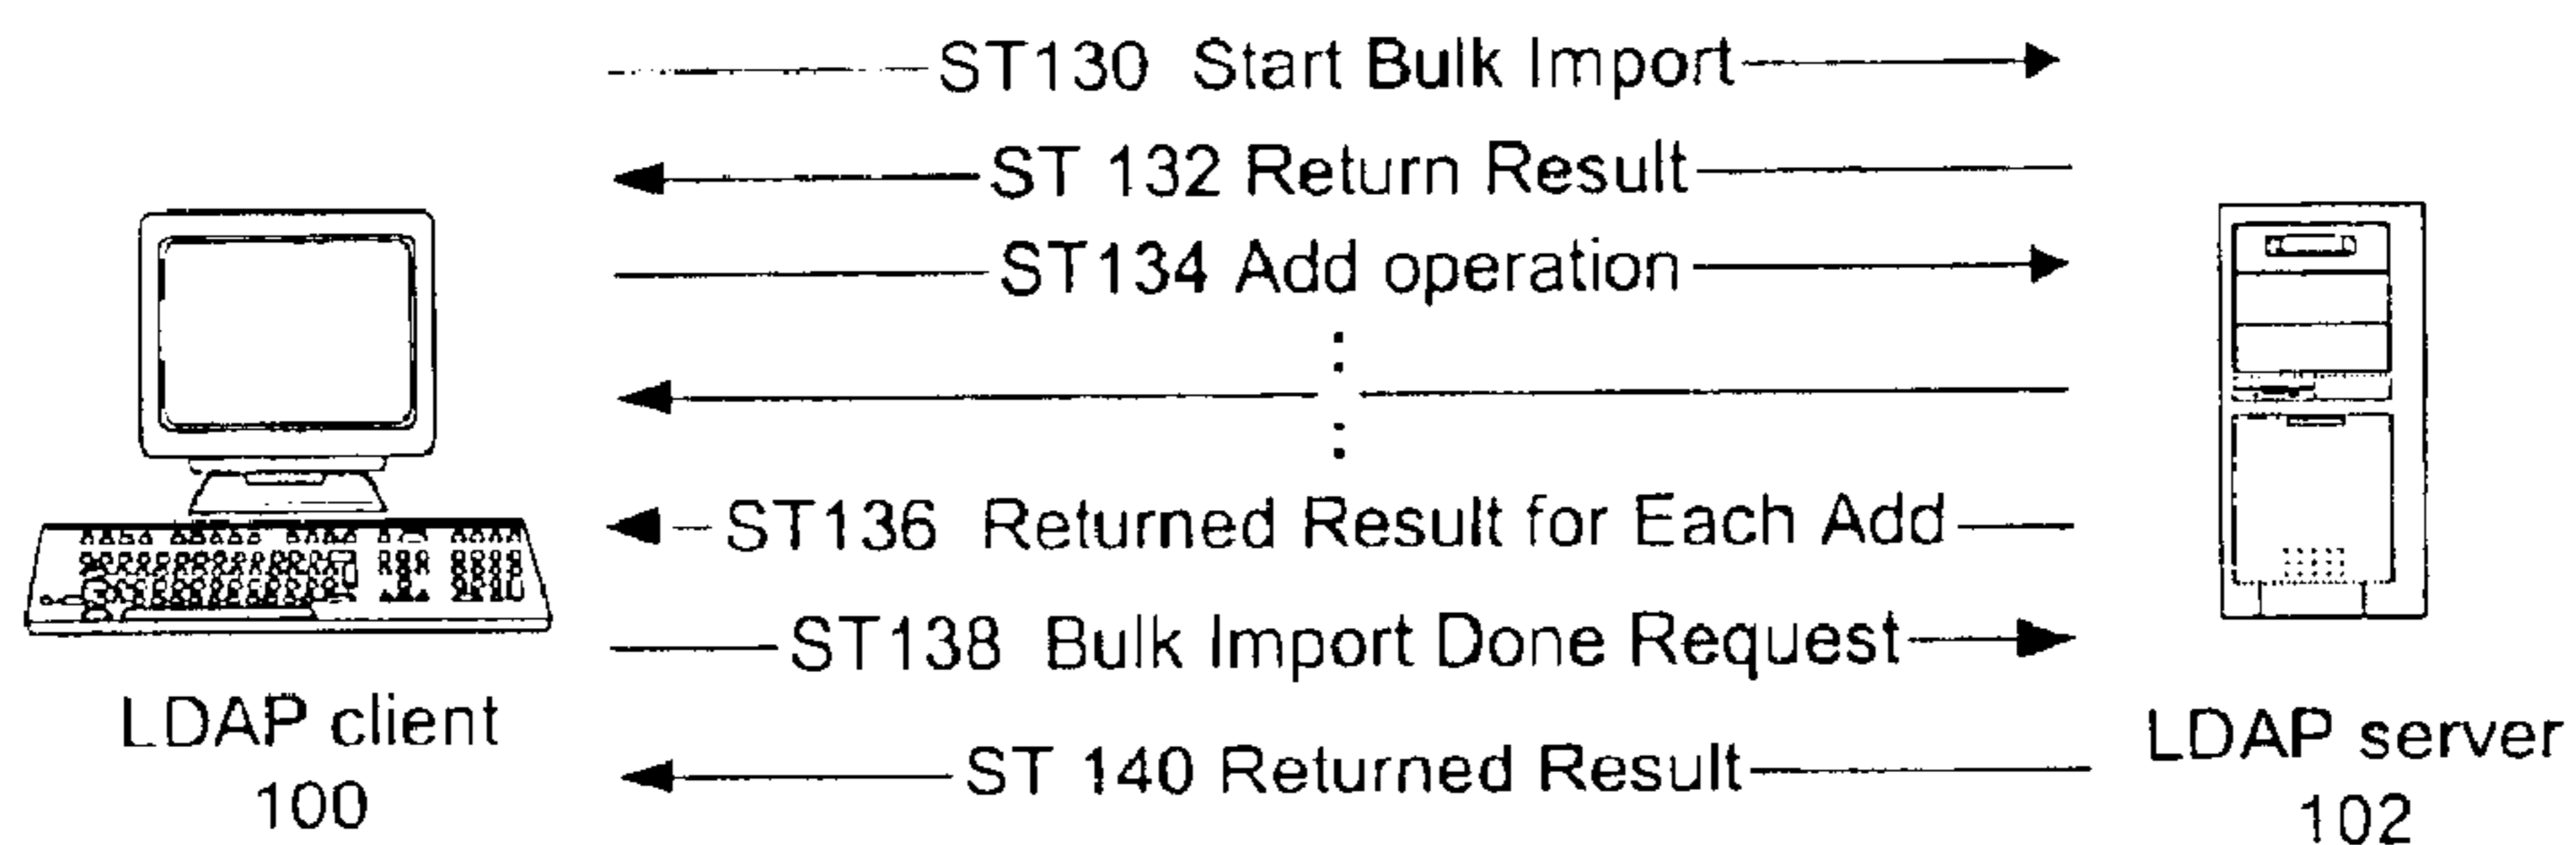 ST130 Start Bulk Import
ST 132 Return Result
ST134 Add operation
ST136 Returned Result for Each Add
ST138 Bulk Import Done Request
ST 140 Returned Result
LDAP client
100
LDAP server
102